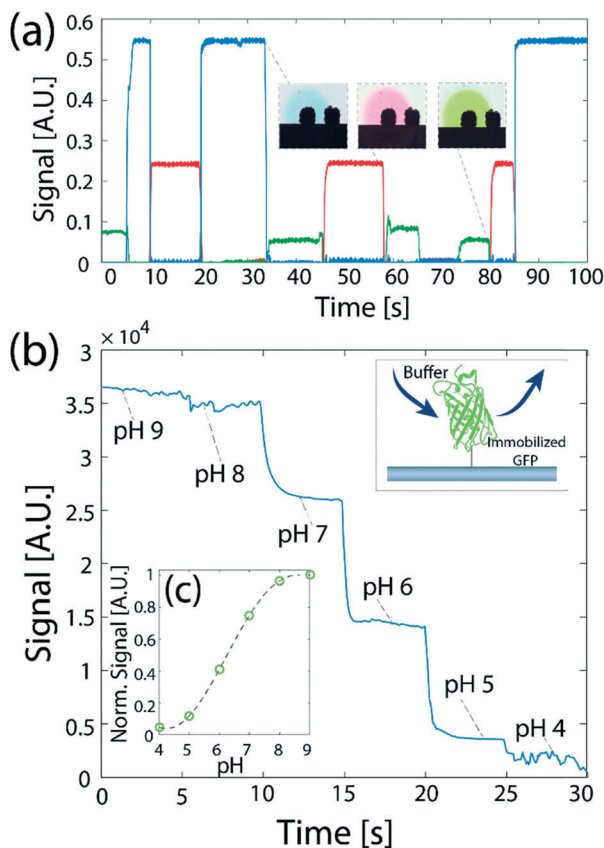 (a)
0.6
0.5
0.4
0.3
0.2
0.1
0
Signal [A.U.]
0 10 20 30 40 50 60 70 80 90 100
Time [s]
(b)
× 10⁴
3.5
3
2.5
1.5
1
0.5
0
Signal [A.U.]
pH 9
pH 8
pH 7
pH 6
pH 5
pH 4
Buffer
Immobilized
GFP
(c)
1
0.8
0.6
0.4
0.2
0
Norm. Signal [A.U.]
4 5 6 7 8 9
pH
0 5 10 15 20 25 30
Time [s]